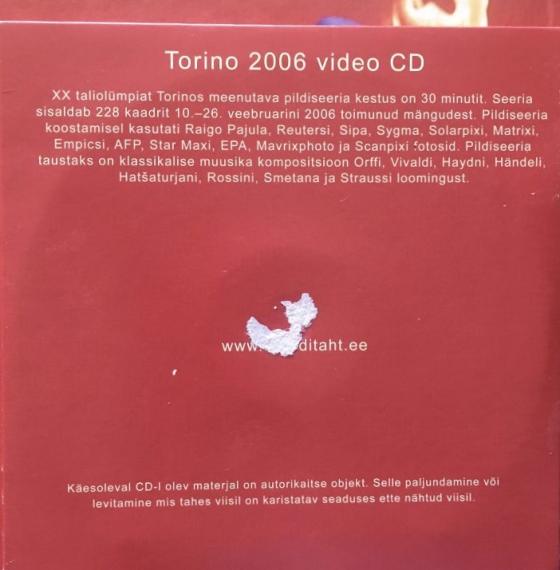 Torino 2006 video CD
XX taliolümpiat Torinos meenutava pildiseeria kestus on 30 minutit. Seeria
sisaldab 228 kaadrit 10.–26. veebruarini 2006 toimunud mängudest. Pildiseeria
koostamisel kasutati Raigo Pajula, Reutersi, Sipa, Sygma, Solarpixi, Matrixi,
Empicsi, AFP, Star Maxi, EPA, Mavrixphoto ja Scanpixi fotosid. Pildiseeria
taustaks on klassikalise muusika kompositsioon Orffi, Vivaldi, Haydni, Händeli,
Hatšaturjani, Rossini, Smetana ja Straussi loomingust.
Käesoleval CD-l olev materjal on autorikaitse objekt. Selle paljundamine või
levitamine mis tahes viisil on karistatav seaduses ette nähtud viisil.